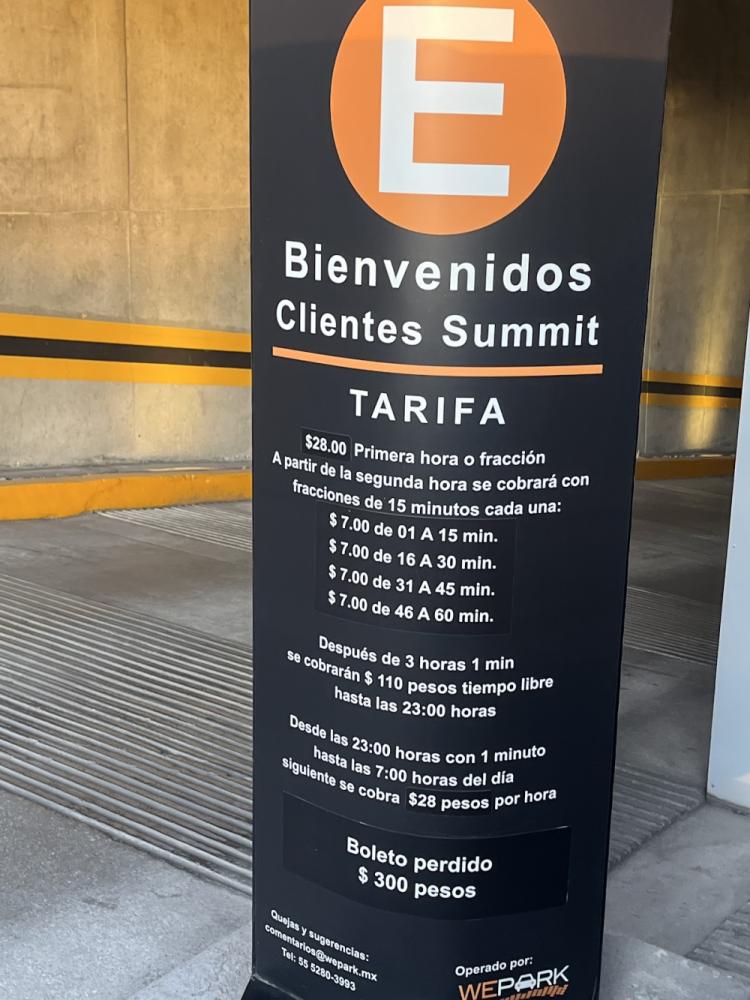 E
Bienvenidos
Clientes Summit
TARIFA
$28.00 Primera hora o fracción
A partir de la segunda hora se cobrará con
fracciones de 15 minutos cada una:
$ 7.00 de 01 A 15 min.
$ 7.00 de 16 A 30 min.
$ 7.00 de 31 A 45 min.
$ 7.00 de 46 A 60 min.
Después de 3 horas 1 min
se cobrarán $ 110 pesos tiempo libre
hasta las 23:00 horas
Desde las 23:00 horas con 1 minuto
hasta las 7:00 horas del día
siguiente se cobra $28 pesos por hora
Boleto perdido
$ 300 pesos
Quejas y sugerencias:
comentarios@wepark.mx
Tel: 55 5280-3993
Operado por:
WEPARK